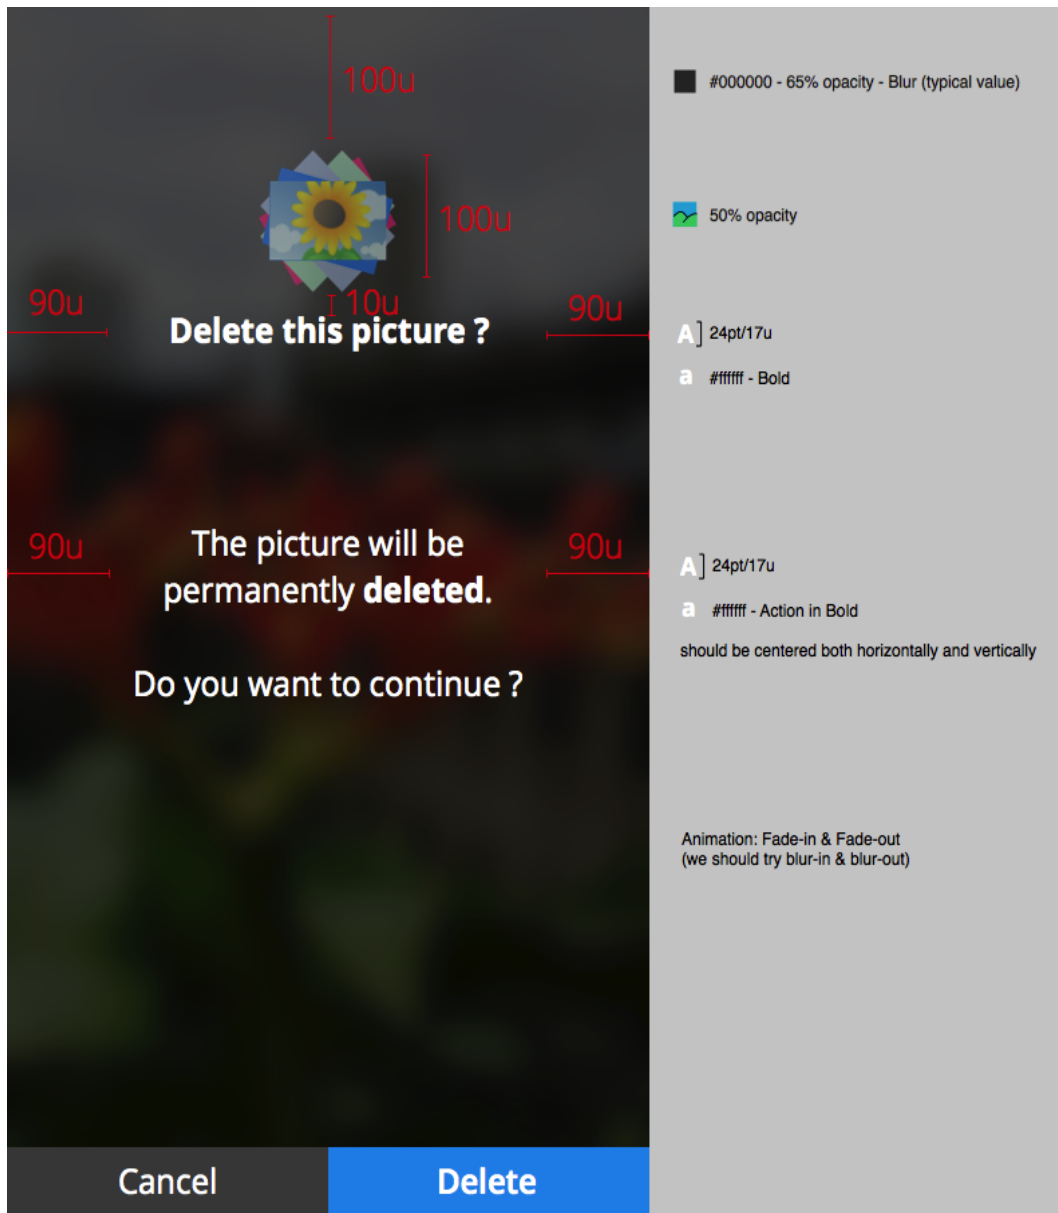 100u
#000000 - 65% opacity - Blur (typical value)
100u
50% opacity
90u
10u
90u
Delete this picture ?
A] 24pt/17u
a #ffffff - Bold
90u
The picture will be
permanently deleted.
90u
A] 24pt/17u
a #ffffff - Action in Bold
should be centered both horizontally and vertically
Do you want to continue ?
Animation: Fade-in & Fade-out
(we should try blur-in & blur-out)
Cancel
Delete